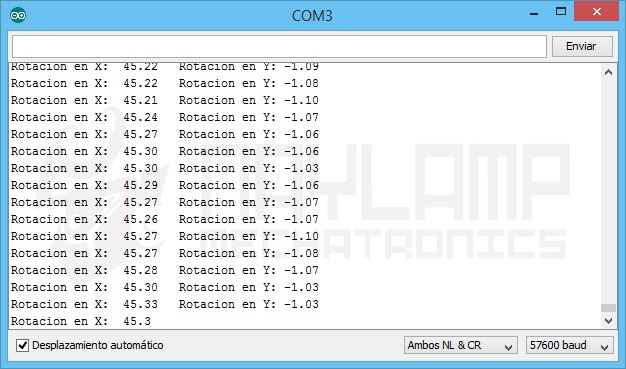 COM3
Enviar
Rotacion en X:  45.22   Rotacion en Y: -1.09
Rotacion en X:  45.22   Rotacion en Y: -1.08
Rotacion en X:  45.21   Rotacion en Y: -1.10
Rotacion en X:  45.24   Rotacion en Y: -1.07
Rotacion en X:  45.27   Rotacion en Y: -1.06
Rotacion en X:  45.30   Rotacion en Y: -1.06
Rotacion en X:  45.30   Rotacion en Y: -1.03
Rotacion en X:  45.29   Rotacion en Y: -1.06
Rotacion en X:  45.27   Rotacion en Y: -1.07
Rotacion en X:  45.26   Rotacion en Y: -1.07
Rotacion en X:  45.27   Rotacion en Y: -1.10
Rotacion en X:  45.27   Rotacion en Y: -1.08
Rotacion en X:  45.28   Rotacion en Y: -1.07
Rotacion en X:  45.30   Rotacion en Y: -1.03
Rotacion en X:  45.33   Rotacion en Y: -1.03
Rotacion en X:  45.3
NAYLAMP
MECHATRONICS
Desplazamiento automático
Ambos NL & CR
57600 baud